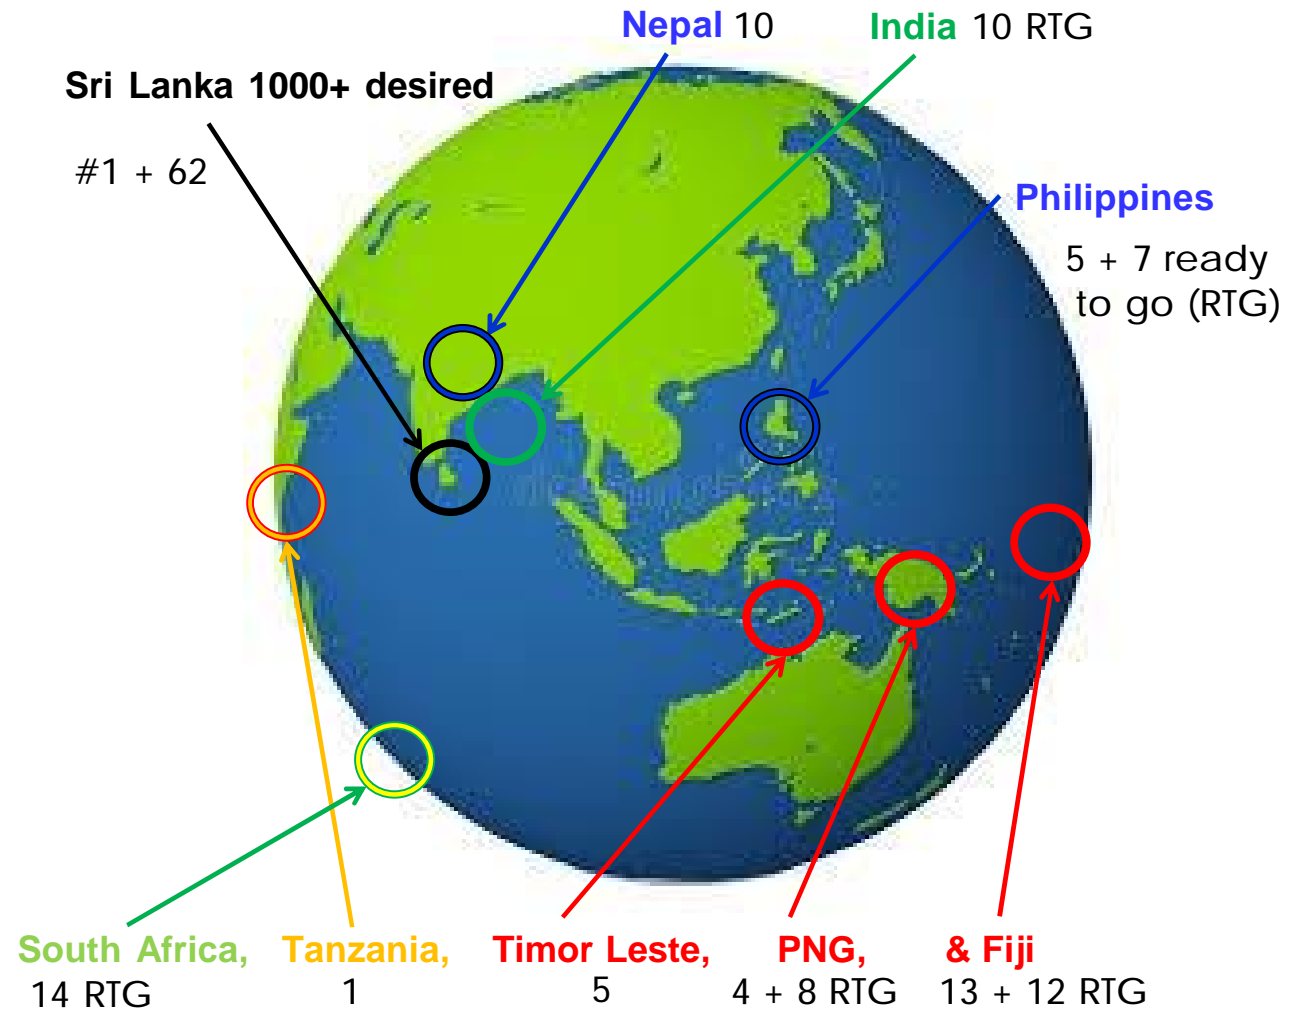 Nepal 10
India 10 RTG
Sri Lanka 1000+ desired
#1 + 62
Philippines
5 + 7 ready
to go (RTG)
South Africa, Tanzania, Timor Leste, PNG, & Fiji
14 RTG 1 5 4 + 8 RTG 13 + 12 RTG